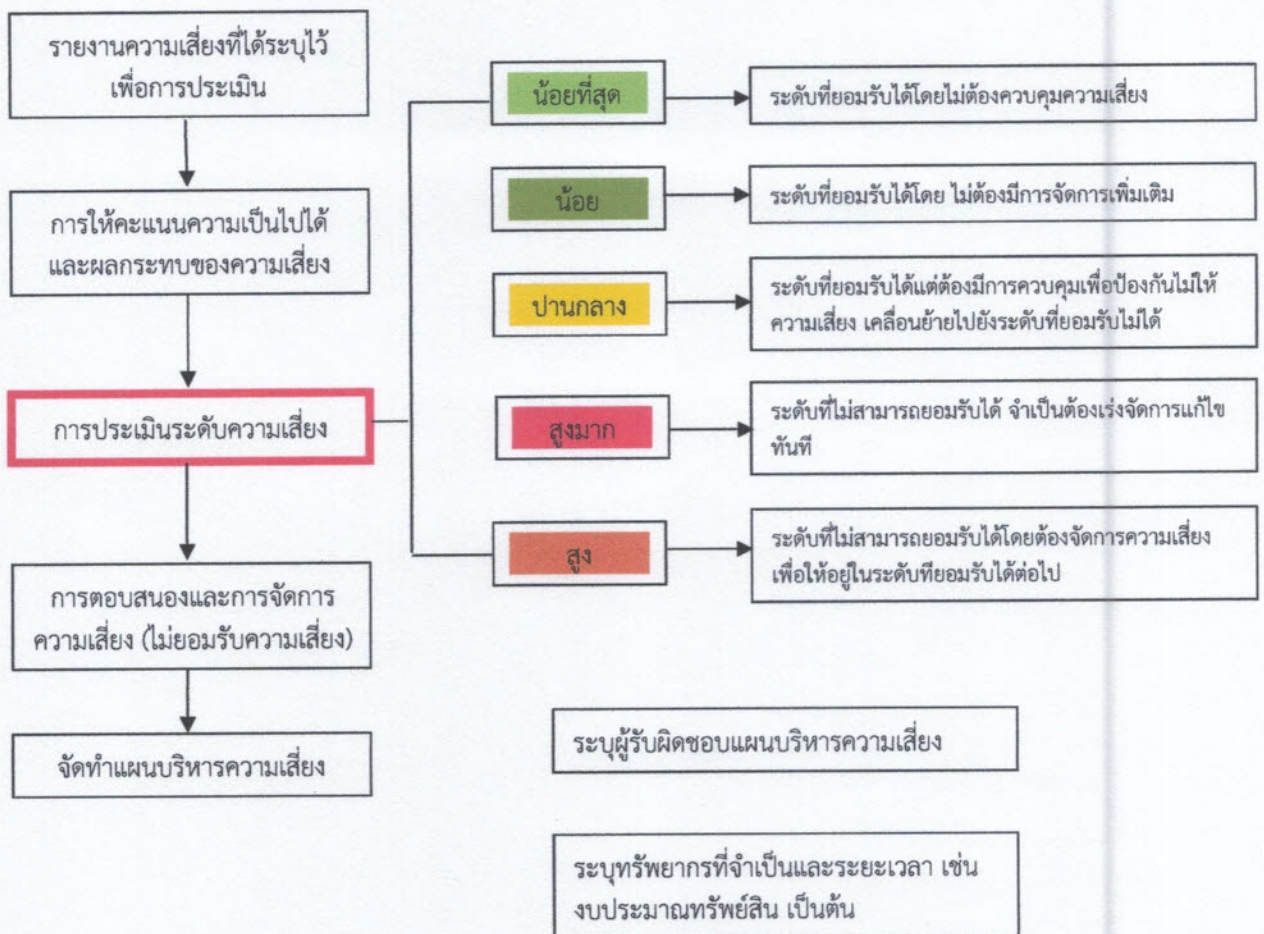 รายงานความเสี่ยงที่ได้ระบุไว้
เพื่อการประเมิน
การให้คะแนนความเป็นไปได้
และผลกระทบของความเสี่ยง
การประเมินระดับความเสี่ยง
การตอบสนองและการจัดการ
ความเสี่ยง (ไม่ยอมรับความเสี่ยง)
จัดทำแผนบริหารความเสี่ยง
น้อยที่สุด
ระดับที่ยอมรับได้โดยไม่ต้องควบคุมความเสี่ยง
น้อย
ระดับที่ยอมรับได้โดย ไม่ต้องมีการจัดการเพิ่มเติม
ปานกลาง
ระดับที่ยอมรับได้แต่ต้องมีการควบคุมเพื่อป้องกันไม่ให้
ความเสี่ยง เคลื่อนย้ายไปยังระดับที่ยอมรับไม่ได้
สูงมาก
ระดับที่ไม่สามารถยอมรับได้ จำเป็นต้องเร่งจัดการแก้ไข
ทันที
สูง
ระดับที่ไม่สามารถยอมรับได้โดยต้องจัดการความเสี่ยง
เพื่อให้อยู่ในระดับทียอมรับได้ต่อไป
ระบุผู้รับผิดชอบแผนบริหารความเสี่ยง
ระบุทรัพยากรที่จำเป็นและระยะเวลา เช่น
งบประมาณทรัพย์สิน เป็นต้น